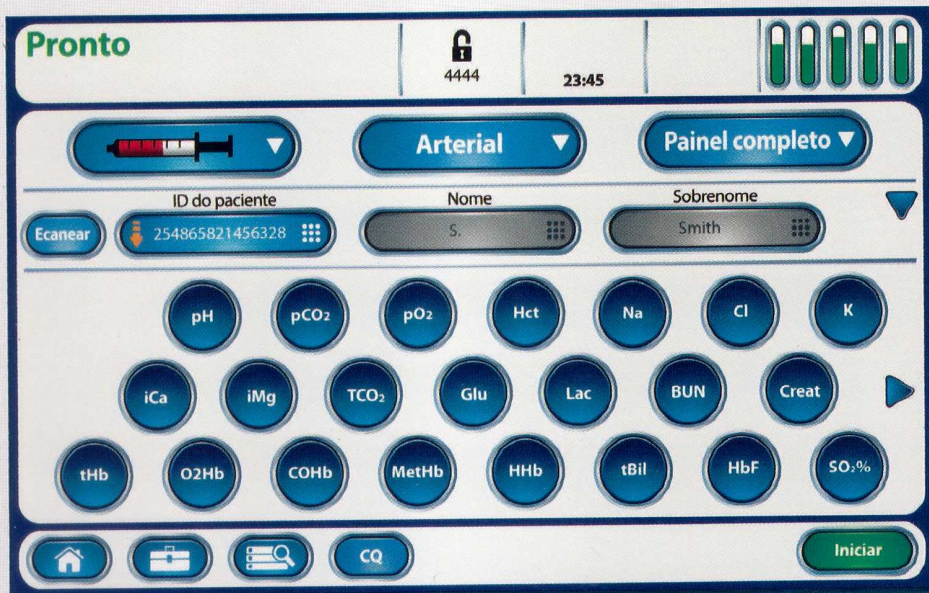 Pronto
4444
23:45
Arterial
Painel completo
ID do paciente
Nome
Sobrenome
Ecanear
254865821456328
S.
Smith
pH
pCO₂
pO₂
Hct
Na
Cl
K
iCa
iMg
TCO₂
Glu
Lac
BUN
Creat
tHb
O2Hb
COHb
MetHb
HHb
tBil
HbF
SO₂%
CQ
Iniciar